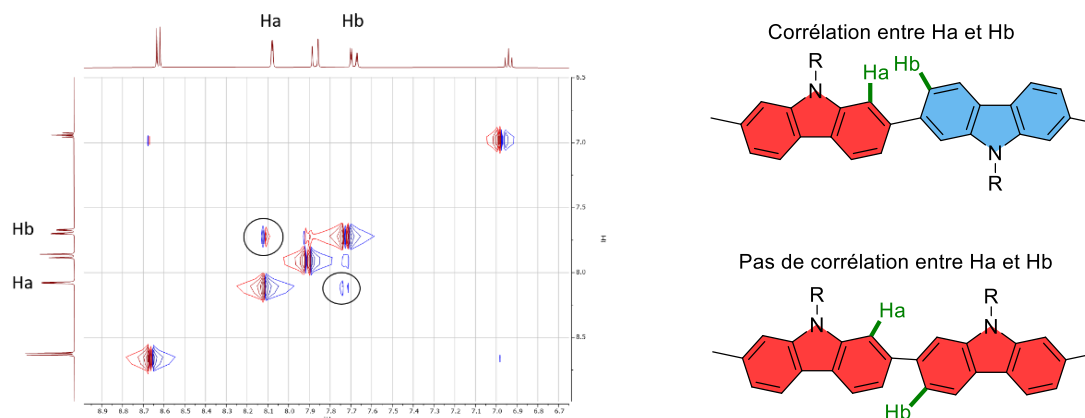 Ha
Hb
Hb
Ha
6.5
7.0
7.5
8.0
8.5
8.9 8.8 8.7 8.6 8.5 8.4 8.3 8.2 8.1 8.0 7.9 7.8 7.7 7.6 7.5 7.4 7.3 7.2 7.1 7.0 6.9 6.8 6.7
Corrélation entre Ha et Hb
R
Ha
Hb
N
N
R
Pas de corrélation entre Ha et Hb
R
R
N
Ha
N
Hb